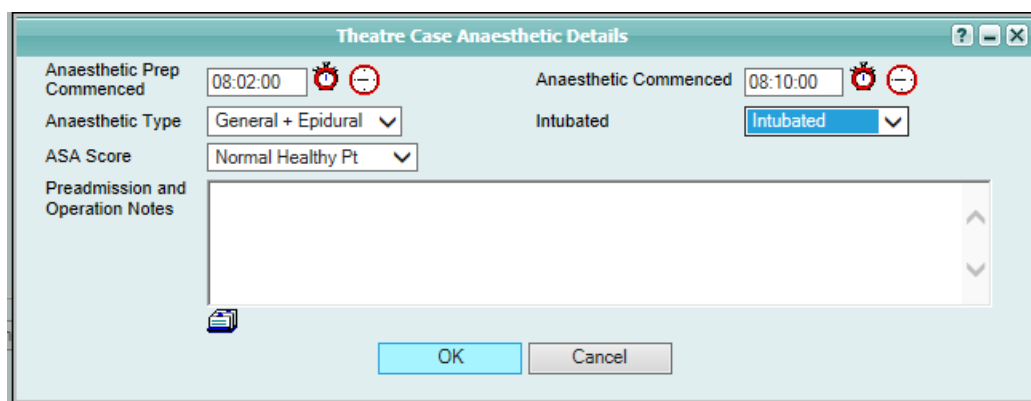 Theatre Case Anaesthetic Details
?
Anaesthetic Prep
Commenced
08:02:00
Anaesthetic Commenced
08:10:00
Anaesthetic Type
General + Epidural
Intubated
Intubated
ASA Score
Normal Healthy Pt
Preadmission and
Operation Notes
OK
Cancel